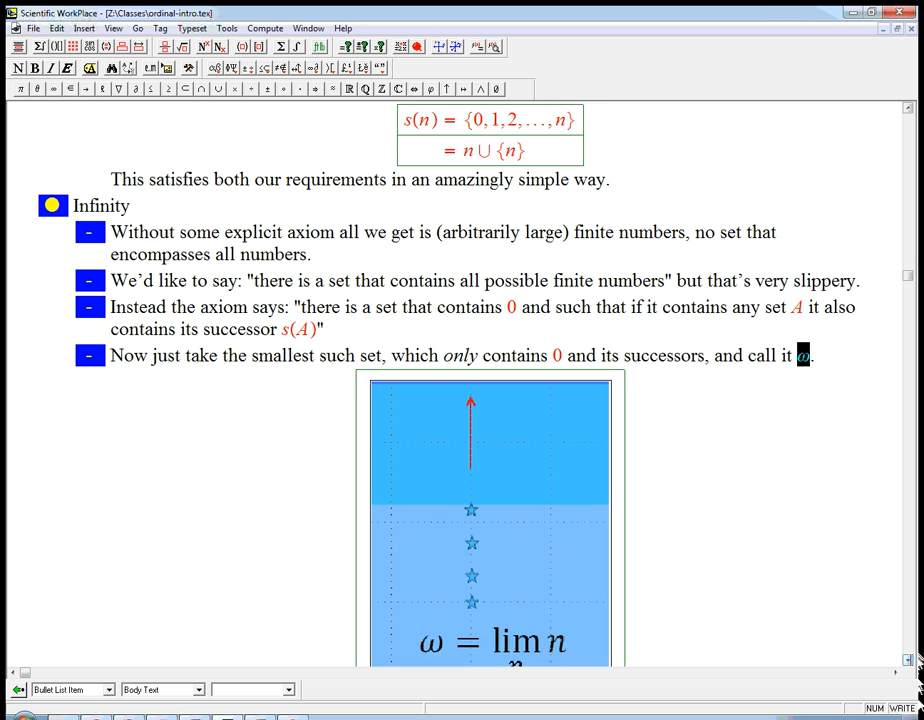 Scientific WorkPlace - [Z:\Classes\ordinal-intro.tex]
File Edit Insert View Go Tag Typeset Tools Compute Window Help
s(n) = {0,1,2,…,n}
= n ∪ {n}
This satisfies both our requirements in an amazingly simple way.
Infinity
- Without some explicit axiom all we get is (arbitrarily large) finite numbers, no set that
encompasses all numbers.
- We'd like to say: "there is a set that contains all possible finite numbers" but that's very slippery.
- Instead the axiom says: "there is a set that contains 0 and such that if it contains any set A it also
contains its successor s(A)"
- Now just take the smallest such set, which only contains 0 and its successors, and call it ω.
ω = lim n
n
Bullet List Item Body Text
NUM WRITE